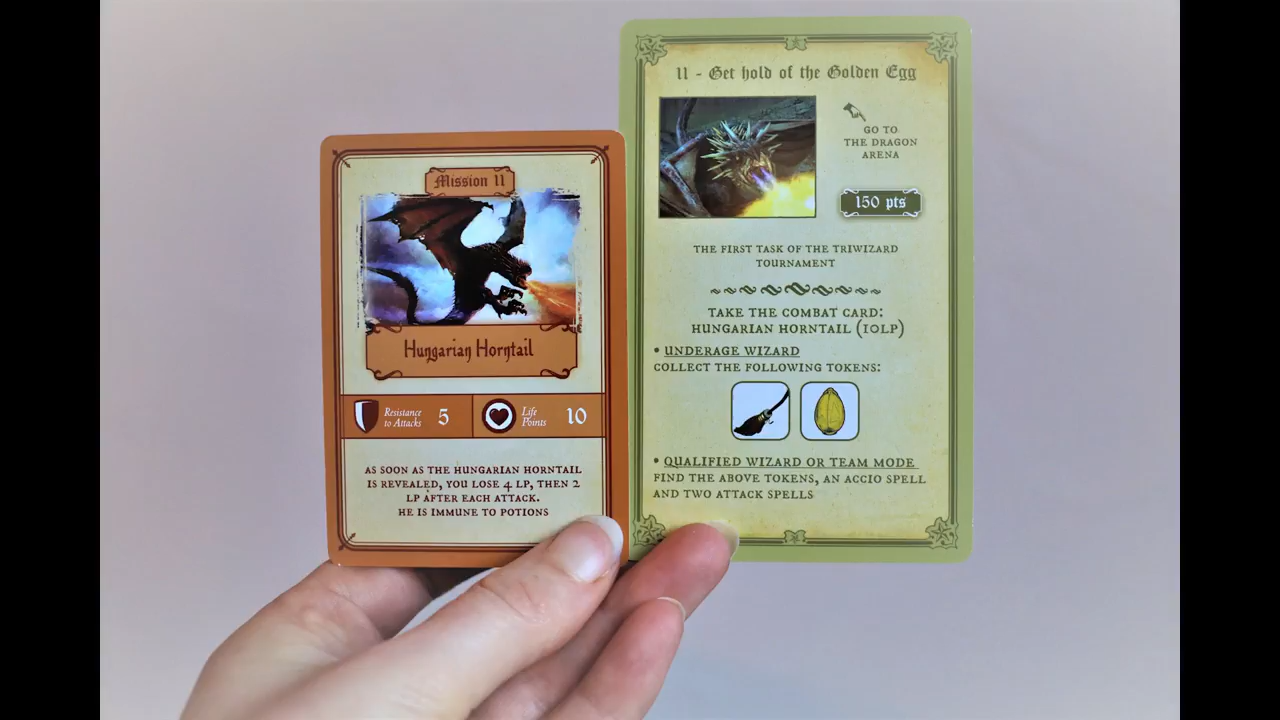 Mission 11
Hungarian Horntail
Resistance
to Attacks
5
Life
Points
10
AS SOON AS THE HUNGARIAN HORNTAIL
IS REVEALED, YOU LOSE 4 LP, THEN 2
LP AFTER EACH ATTACK.
HE IS IMMUNE TO POTIONS
11 - Get hold of the Golden Egg
GO TO
THE DRAGON
ARENA
150 pts
THE FIRST TASK OF THE TRIWIZARD
TOURNAMENT
TAKE THE COMBAT CARD:
HUNGARIAN HORNTAIL (10LP)
• UNDERAGE WIZARD
COLLECT THE FOLLOWING TOKENS:
• QUALIFIED WIZARD OR TEAM MODE
FIND THE ABOVE TOKENS, AN ACCIO SPELL
AND TWO ATTACK SPELLS